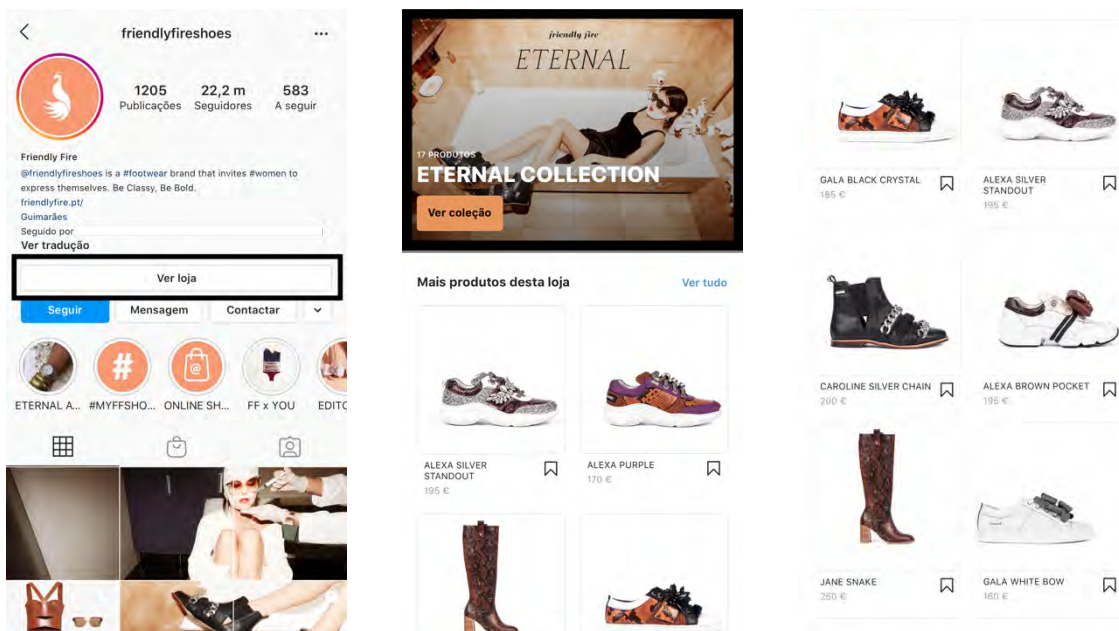 friendlyfireshoes
1205 22,2 m 583
Publicações Seguidores A seguir
Friendly Fire
@friendlyfireshoes is a #footwear brand that invites #women to
express themselves. Be Classy, Be Bold.
friendlyfire.pt/
Guimarães
Seguido por
Ver tradução
Ver loja
Seguir Mensagem Contactar
ETERNAL A... #MYFFSHO... ONLINE SH... FF x YOU EDITO
friendly fire
ETERNAL
17 PRODUTOS
ETERNAL COLLECTION
Ver coleção
Mais produtos desta loja Ver tudo
ALEXA SILVER
STANDOUT
195 €
ALEXA PURPLE
170 €
GALA BLACK CRYSTAL
185 €
ALEXA SILVER
STANDOUT
195 €
CAROLINE SILVER CHAIN
200 €
ALEXA BROWN POCKET
195 €
JANE SNAKE
250 €
GALA WHITE BOW
160 €